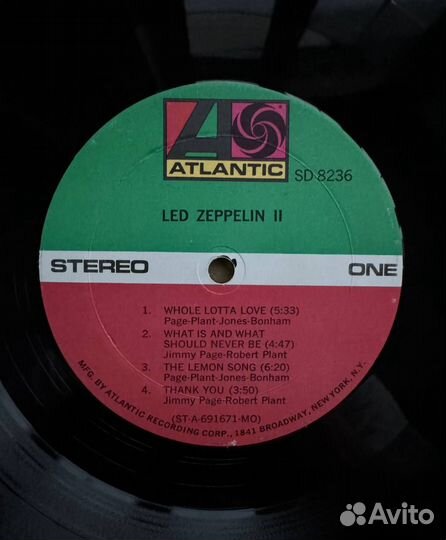 ATLANTIC
SD 8236
LED ZEPPELIN II
STEREO ONE
1. WHOLE LOTTA LOVE (5:33)
Page-Plant-Jones-Bonham
2. WHAT IS AND WHAT
SHOULD NEVER BE (4:47)
Jimmy Page-Robert Plant
3. THE LEMON SONG (6:20)
Page-Plant-Jones-Bonham
4. THANK YOU (3:50)
Jimmy Page-Robert Plant
(ST-A-691671-MO)
MFG. BY ATLANTIC RECORDING CORP., 1841 BROADWAY, NEW YORK, N.Y.
Avito